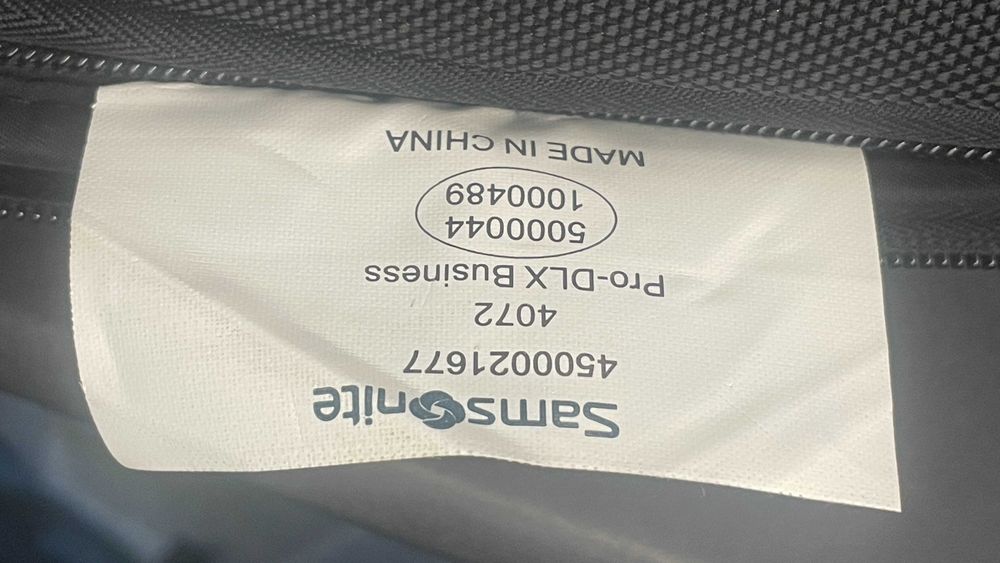 Samsonite
4500021677
4072
Pro-DLX Business
5000044
1000489
MADE IN CHINA